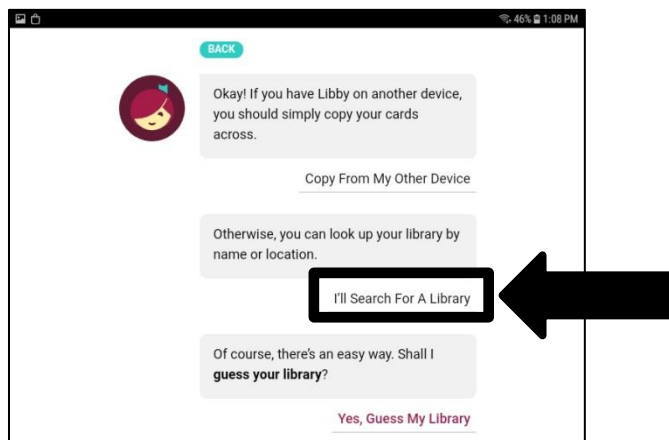 46% 1:08 PM
BACK
Okay! If you have Libby on another device,
you should simply copy your cards
across.
Copy From My Other Device
Otherwise, you can look up your library by
name or location.
I'll Search For A Library
Of course, there's an easy way. Shall I
guess your library?
Yes, Guess My Library